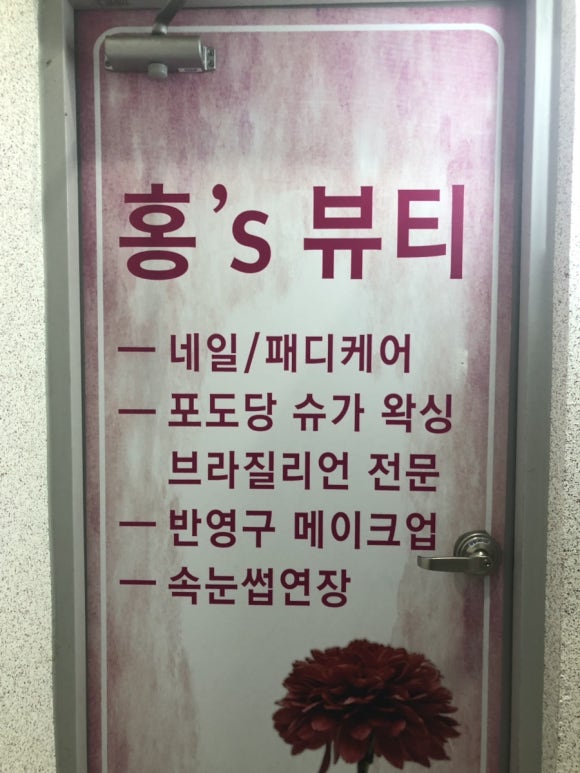 홍's 뷰티
— 네일/패디케어
— 포도당 슈가 왁싱
브라질리언 전문
— 반영구 메이크업
— 속눈썹연장